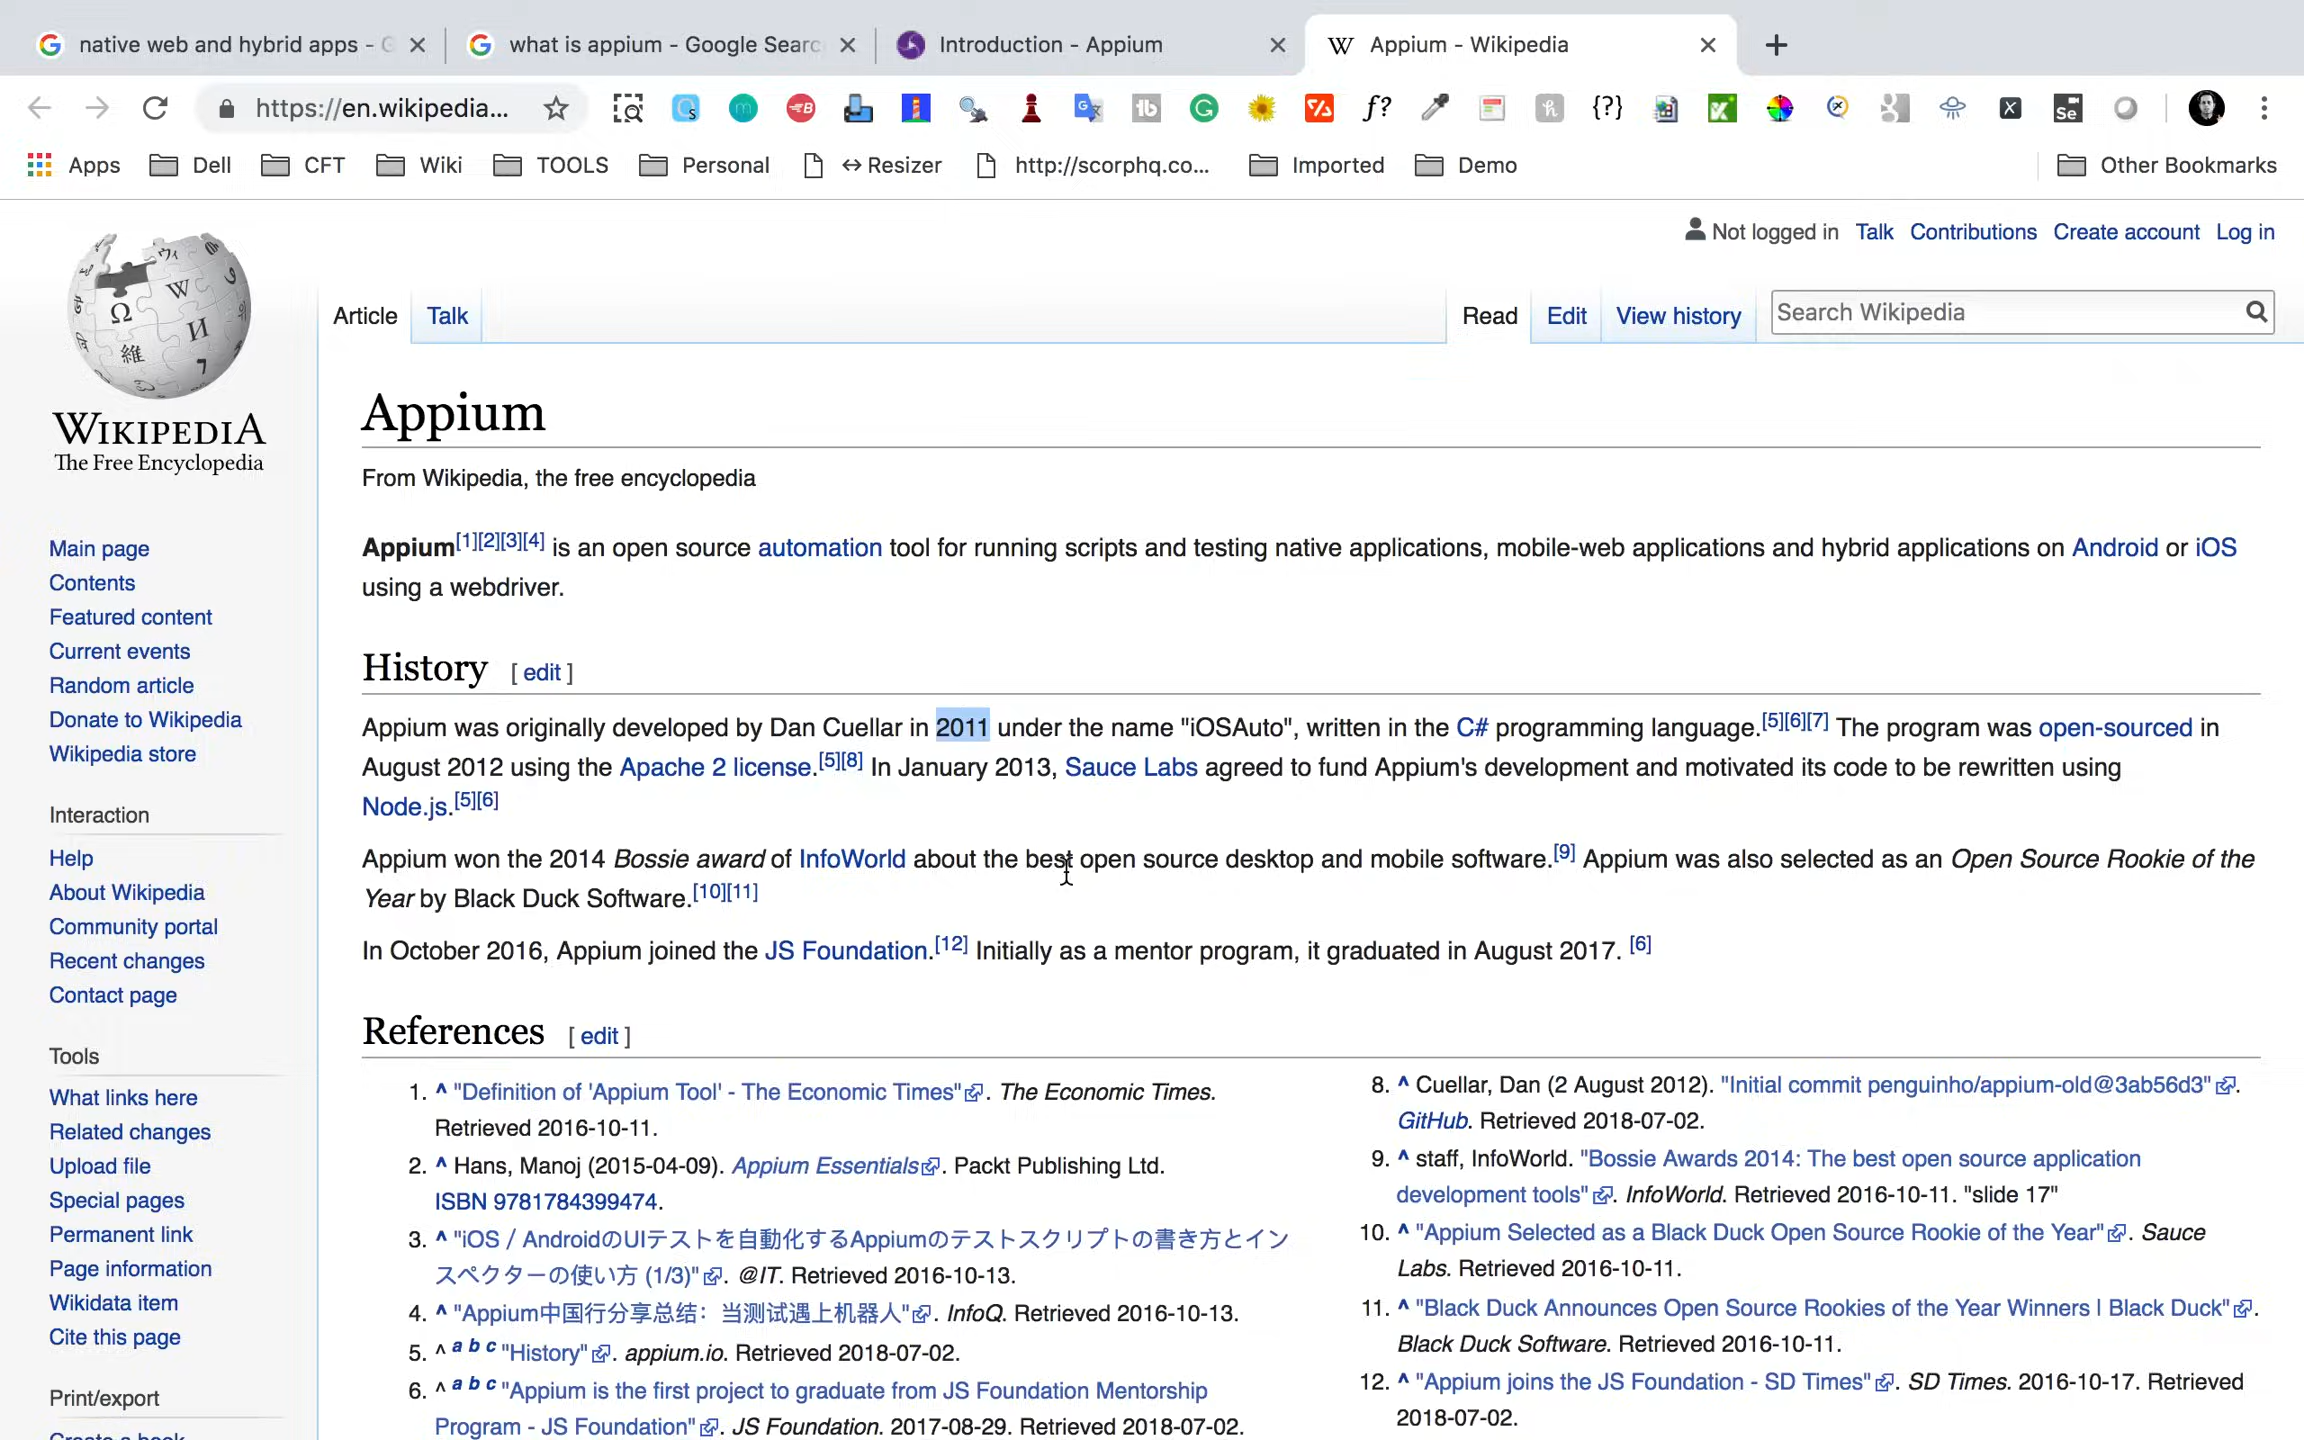 native web and hybrid apps - G
what is appium - Google Searc
Introduction - Appium
Appium - Wikipedia
https://en.wikipedia...
Apps
Dell
CFT
Wiki
TOOLS
Personal
↔ Resizer
http://scorphq.co...
Imported
Demo
Other Bookmarks
Not logged in Talk Contributions Create account Log in
Article Talk
Read Edit View history
Search Wikipedia
WIKIPEDIA
The Free Encyclopedia
Main page
Contents
Featured content
Current events
Random article
Donate to Wikipedia
Wikipedia store
Interaction
Help
About Wikipedia
Community portal
Recent changes
Contact page
Tools
What links here
Related changes
Upload file
Special pages
Permanent link
Page information
Wikidata item
Cite this page
Print/export
Create a book
Appium
From Wikipedia, the free encyclopedia
Appium[1][2][3][4] is an open source automation tool for running scripts and testing native applications, mobile-web applications and hybrid applications on Android or iOS
using a webdriver.
History [ edit ]
Appium was originally developed by Dan Cuellar in 2011 under the name "iOSAuto", written in the C# programming language.[5][6][7] The program was open-sourced in
August 2012 using the Apache 2 license.[5][8] In January 2013, Sauce Labs agreed to fund Appium's development and motivated its code to be rewritten using
Node.js.[5][6]
Appium won the 2014 Bossie award of InfoWorld about the best open source desktop and mobile software.[9] Appium was also selected as an Open Source Rookie of the
Year by Black Duck Software.[10][11]
In October 2016, Appium joined the JS Foundation.[12] Initially as a mentor program, it graduated in August 2017. [6]
References [ edit ]
1. ^ "Definition of 'Appium Tool' - The Economic Times". The Economic Times.
Retrieved 2016-10-11.
2. ^ Hans, Manoj (2015-04-09). Appium Essentials. Packt Publishing Ltd.
ISBN 9781784399474.
3. ^ "iOS / AndroidのUIテストを自動化するAppiumのテストスクリプトの書き方とイン
スペクターの使い方 (1/3)". @IT. Retrieved 2016-10-13.
4. ^ "Appium中国行分享总结：当测试遇上机器人". InfoQ. Retrieved 2016-10-13.
5. ^ a b c "History". appium.io. Retrieved 2018-07-02.
6. ^ a b c "Appium is the first project to graduate from JS Foundation Mentorship
Program - JS Foundation". JS Foundation. 2017-08-29. Retrieved 2018-07-02.
8. ^ Cuellar, Dan (2 August 2012). "Initial commit penguinho/appium-old@3ab56d3".
GitHub. Retrieved 2018-07-02.
9. ^ staff, InfoWorld. "Bossie Awards 2014: The best open source application
development tools". InfoWorld. Retrieved 2016-10-11. "slide 17"
10. ^ "Appium Selected as a Black Duck Open Source Rookie of the Year". Sauce
Labs. Retrieved 2016-10-11.
11. ^ "Black Duck Announces Open Source Rookies of the Year Winners | Black Duck".
Black Duck Software. Retrieved 2016-10-11.
12. ^ "Appium joins the JS Foundation - SD Times". SD Times. 2016-10-17. Retrieved
2018-07-02.